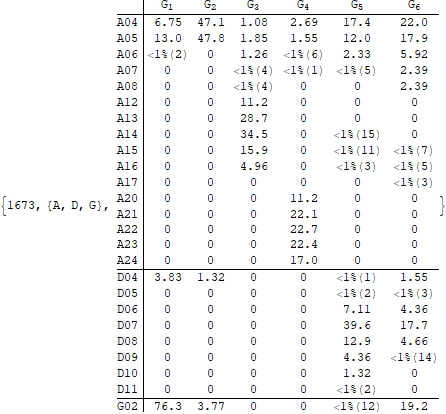 G1 G2 G3 G4 G5 G6
A04 6.75 47.1 1.08 2.69 17.4 22.0
A05 13.0 47.8 1.85 1.55 12.0 17.9
A06 <1%(2) 0 1.26 <1%(6) 2.33 5.92
A07 0 0 <1%(4) <1%(1) <1%(5) 2.39
A08 0 0 <1%(4) 0 0 2.39
A12 0 0 11.2 0 0 0
A13 0 0 28.7 0 0 0
A14 0 0 34.5 0 <1%(15) 0
A15 0 0 15.9 0 <1%(11) <1%(7)
A16 0 0 4.96 0 <1%(3) <1%(5)
A17 0 0 0 0 0 <1%(3)
{1673, {A, D, G}, A20 0 0 0 11.2 0 0 }
A21 0 0 0 22.1 0 0
A22 0 0 0 22.7 0 0
A23 0 0 0 22.4 0 0
A24 0 0 0 17.0 0 0
D04 3.83 1.32 0 0 <1%(1) 1.55
D05 0 0 0 0 <1%(2) <1%(3)
D06 0 0 0 0 7.11 4.36
D07 0 0 0 0 39.6 17.7
D08 0 0 0 0 12.9 4.66
D09 0 0 0 0 4.36 <1%(14)
D10 0 0 0 0 1.32 0
D11 0 0 0 0 <1%(2) 0
G02 76.3 3.77 0 0 <1%(12) 19.2